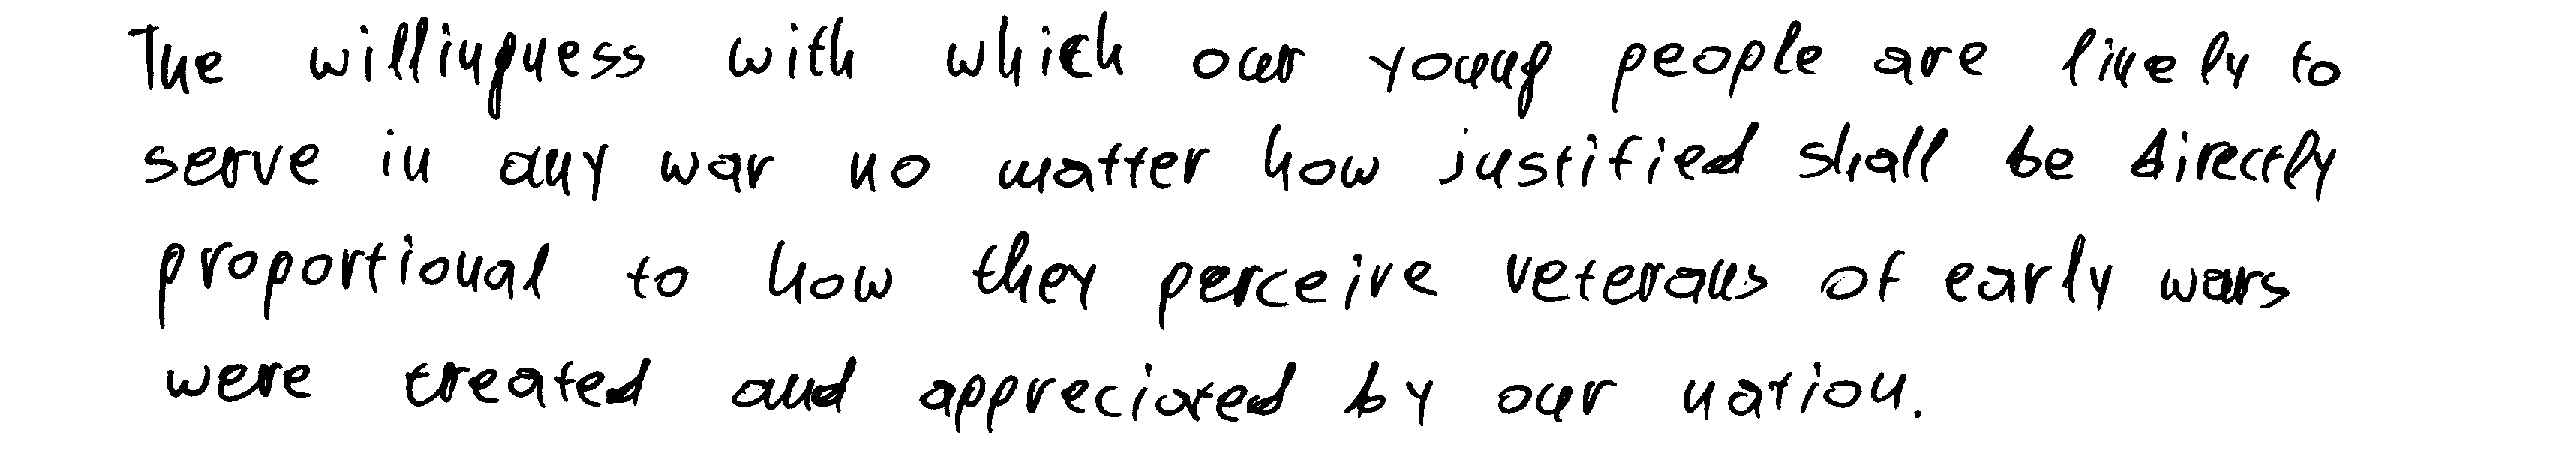 The willingness with which our young people are likely to
serve in any war no matter how justified shall be directly
proportional to how they perceive veterans of early wars
were treated and appreciated by our nation.